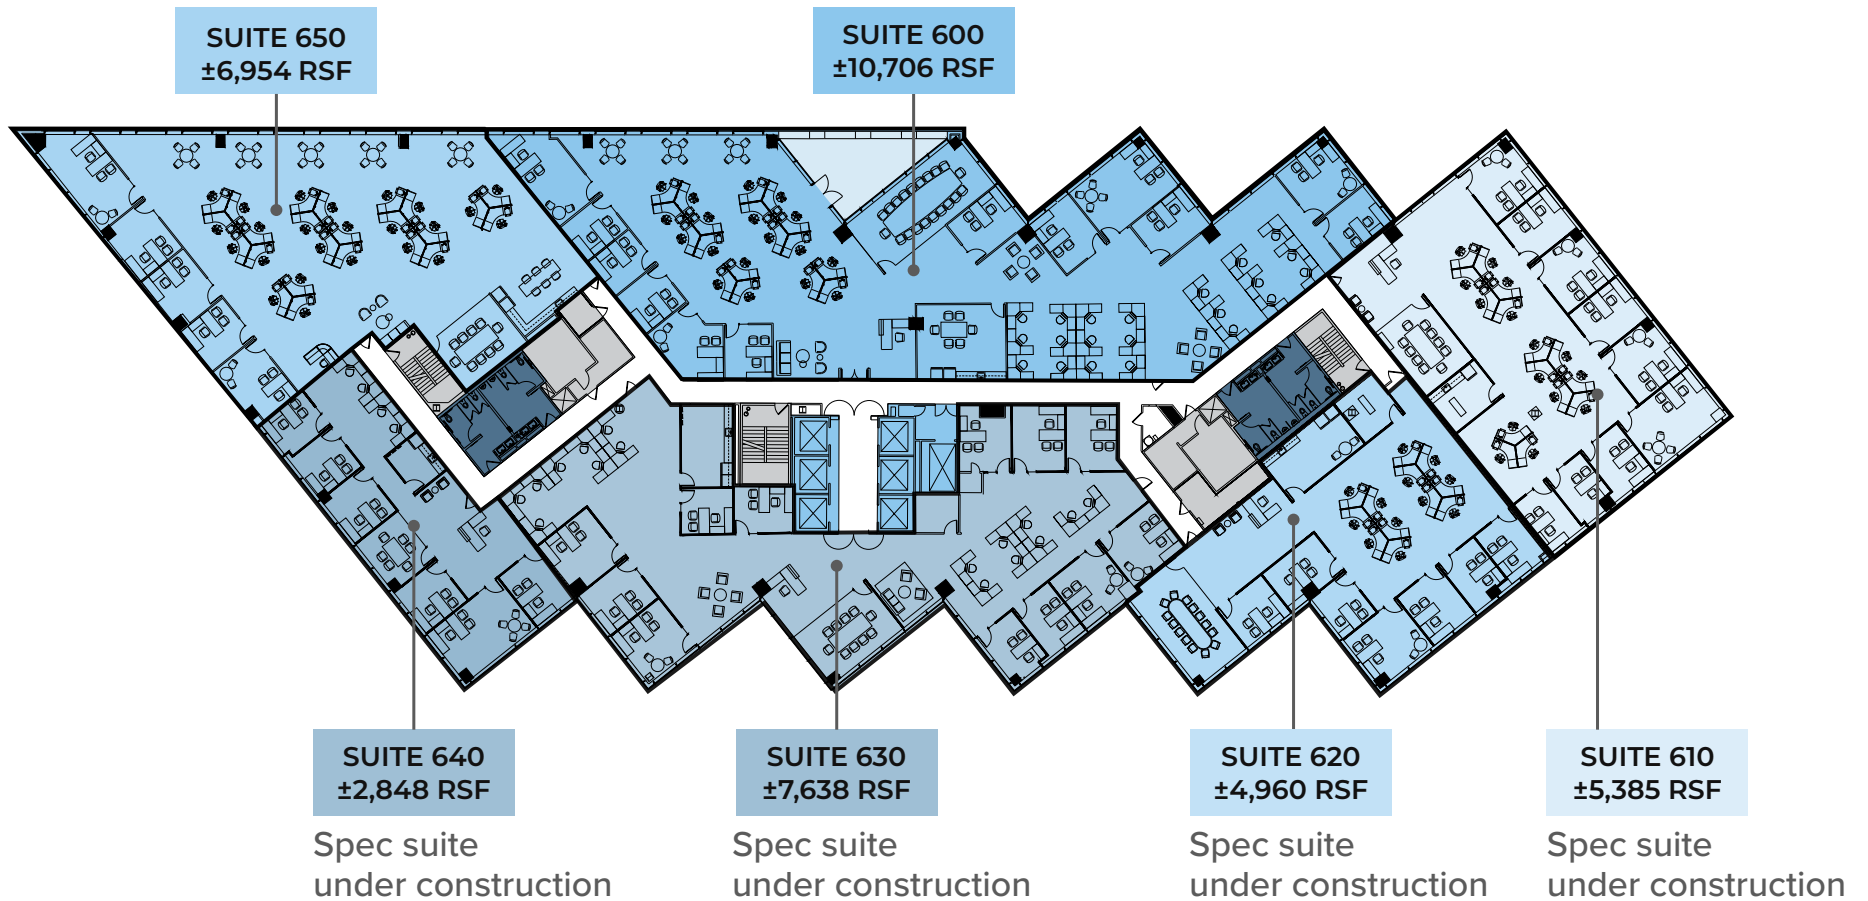 SUITE 650
±6,954 RSF
SUITE 600
±10,706 RSF
SUITE 640
±2,848 RSF
Spec suite
under construction
SUITE 630
±7,638 RSF
Spec suite
under construction
SUITE 620
±4,960 RSF
Spec suite
under construction
SUITE 610
±5,385 RSF
Spec suite
under construction